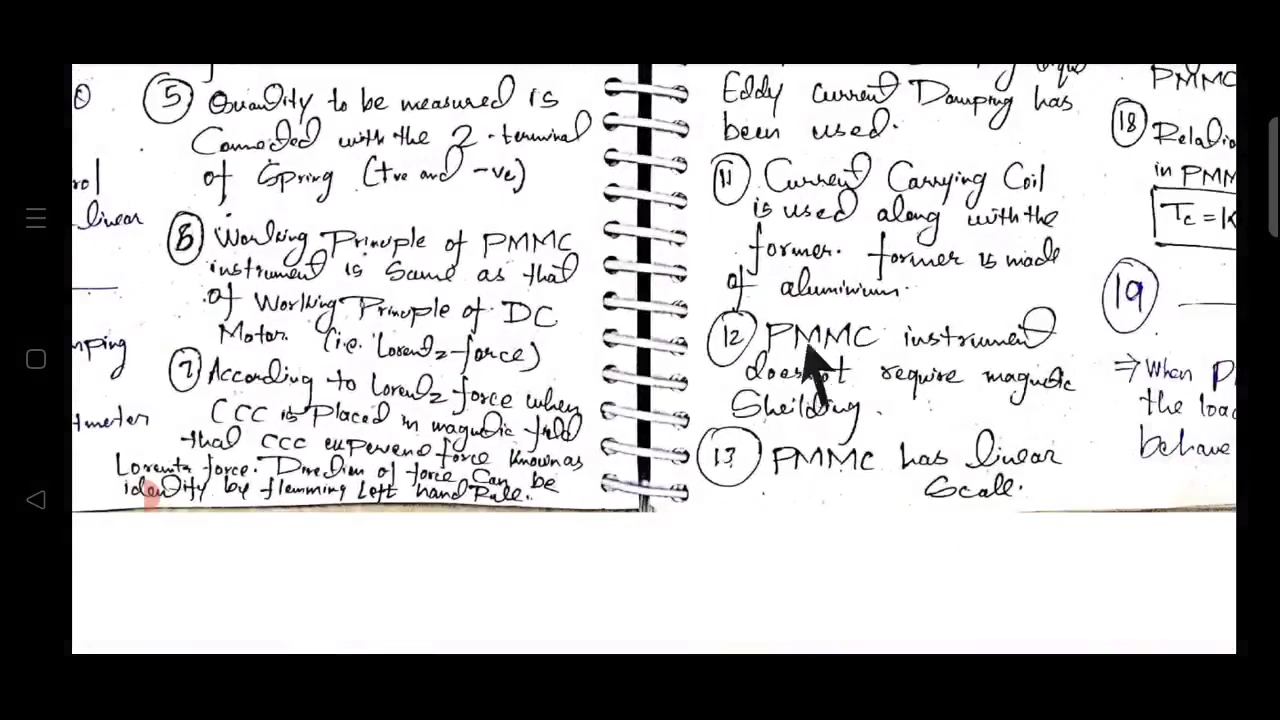 5 Quantity to be measured is
Connected with the 2-terminal
of Spring (+ve and -ve)
6 Working Principle of PMMC
instrument is Same as that
of Working Principle of DC
Motor. (i.e. Lorentz force)
7 According to Lorentz force when
CCC is Placed in magnetic field
that CCC experience force Known as
Lorentz force. Direction of force Can be
identify by flemming Left hand Rule.
linear
mping
tmeter
Eddy current Damping has
been used.
11 Current Carrying Coil
is used along with the
former. former is made
of aluminium.
12 PMMC instrument
does not require magnetic
Sheilding.
13 PMMC has linear
Scale.
PMMC
18 Relatio
in PMM
Tc = K
19
⇒ When P
the load
behave